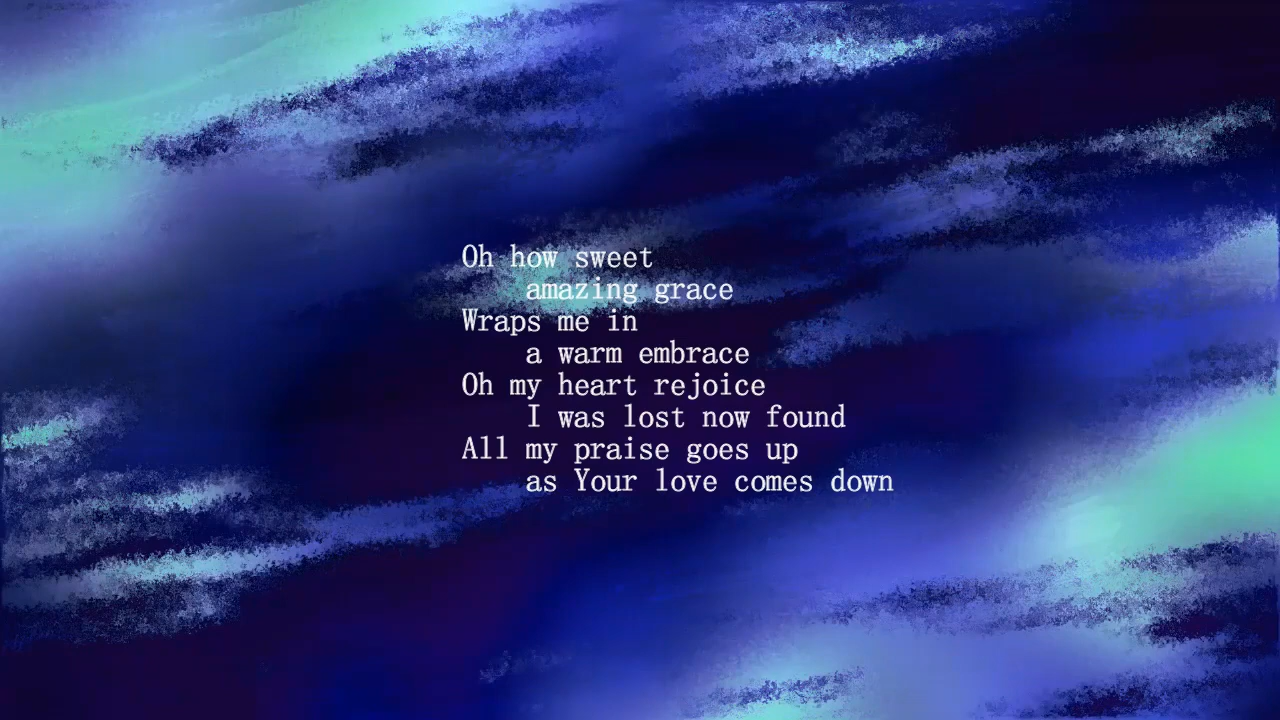 Oh how sweet
amazing grace
Wraps me in
a warm embrace
Oh my heart rejoice
I was lost now found
All my praise goes up
as Your love comes down